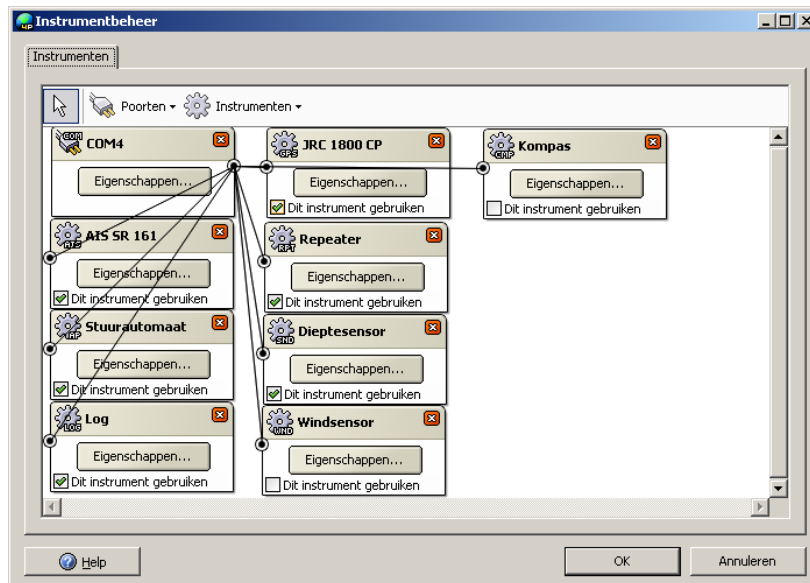 Instrumentbeheer
Instrumenten
Poorten Instrumenten
COM4
Eigenschappen...
JRC 1800 CP
Eigenschappen...
Dit instrument gebruiken
Kompas
Eigenschappen...
Dit instrument gebruiken
AIS SR 161
Eigenschappen...
Dit instrument gebruiken
Repeater
Eigenschappen...
Dit instrument gebruiken
Stuurautomaat
Eigenschappen...
Dit instrument gebruiken
Dieptesensor
Eigenschappen...
Dit instrument gebruiken
Log
Eigenschappen...
Dit instrument gebruiken
Windsensor
Eigenschappen...
Dit instrument gebruiken
Help
OK
Annuleren